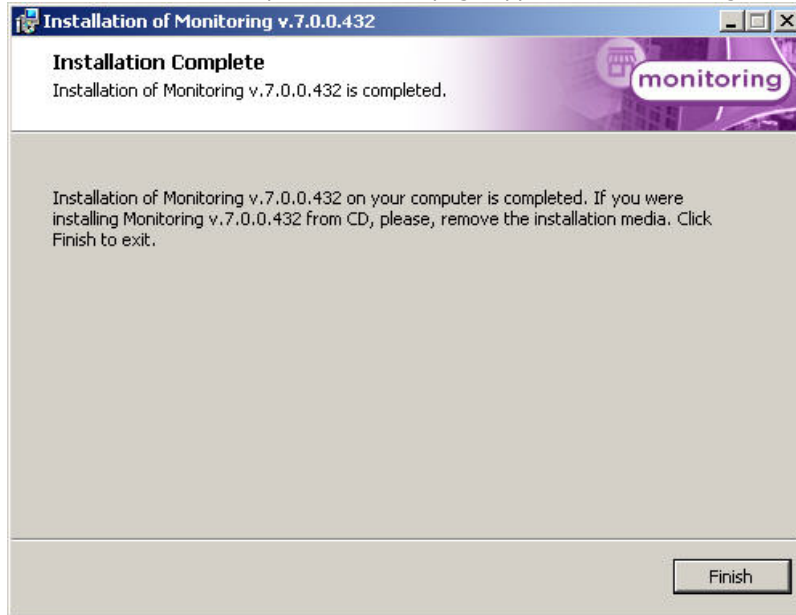 Installation of Monitoring v.7.0.0.432
Installation Complete
Installation of Monitoring v.7.0.0.432 is completed.
monitoring
Installation of Monitoring v.7.0.0.432 on your computer is completed. If you were
installing Monitoring v.7.0.0.432 from CD, please, remove the installation media. Click
Finish to exit.
Finish